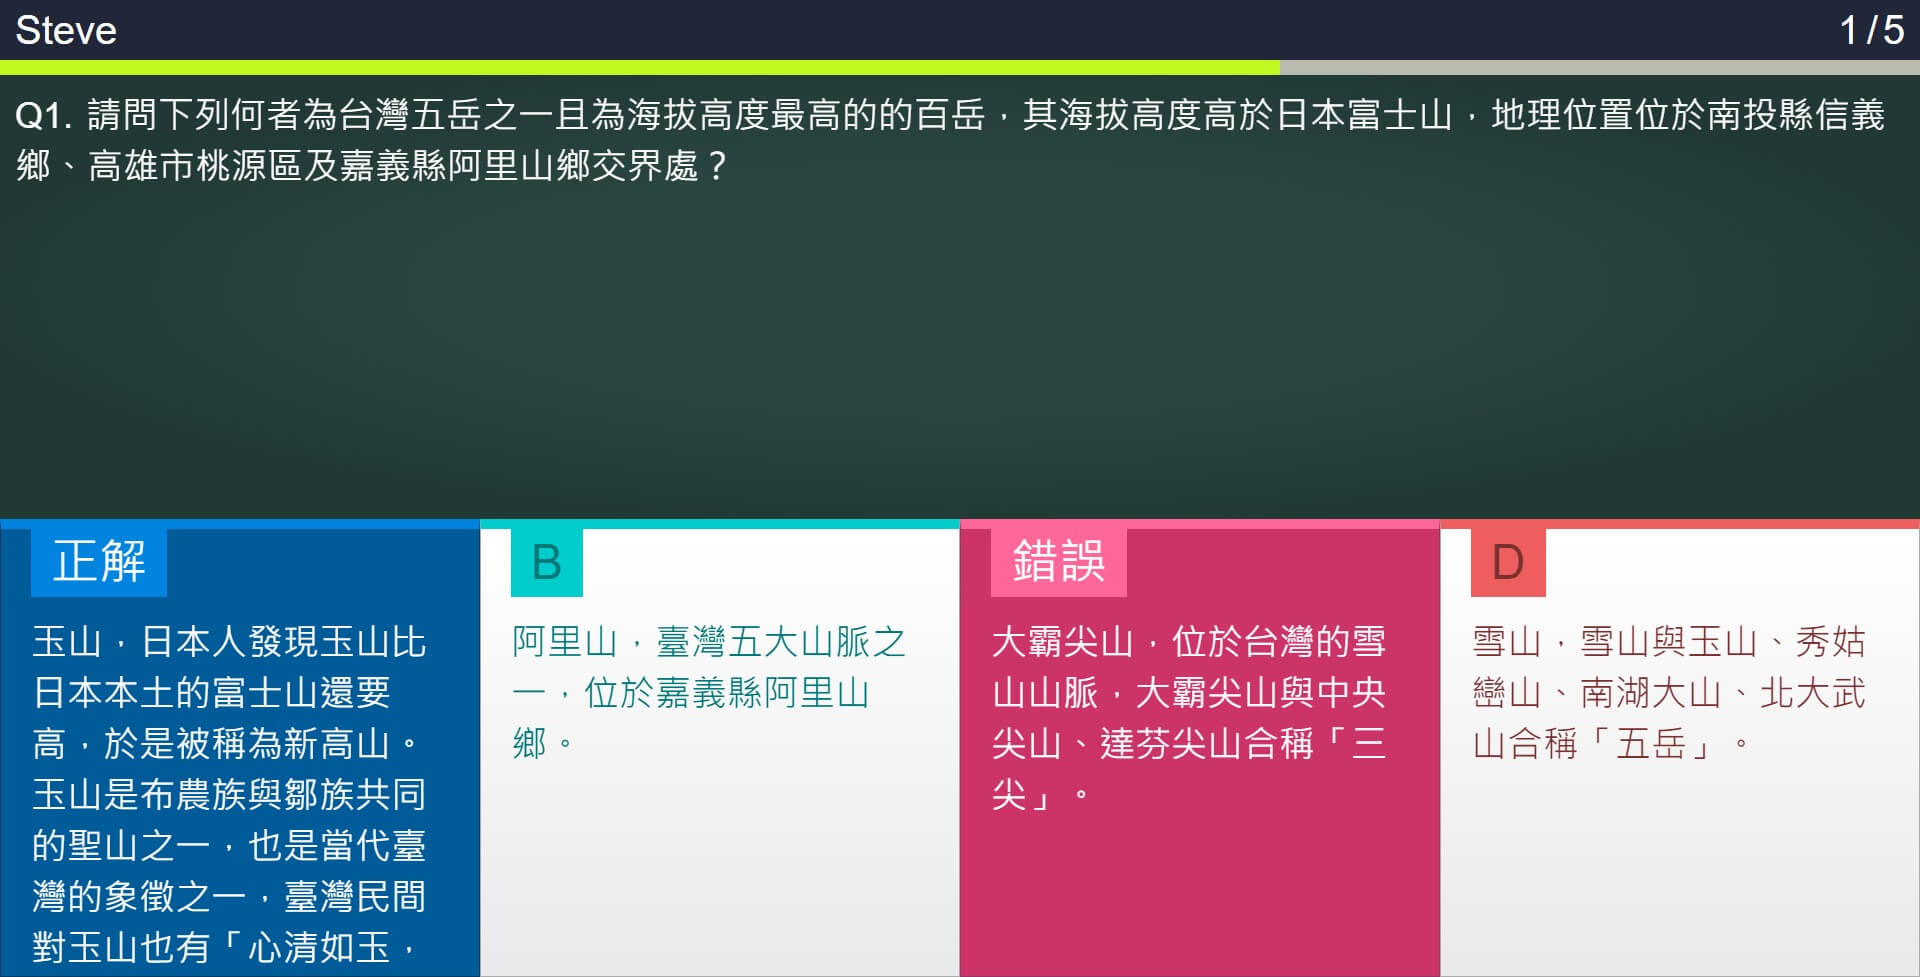 Steve
1/5
Q1. 請問下列何者為台灣五岳之一且為海拔高度最高的的百岳，其海拔高度高於日本富士山，地理位置位於南投縣信義
鄉、高雄市桃源區及嘉義縣阿里山鄉交界處？
正解
玉山，日本人發現玉山比
日本本土的富士山還要
高，於是被稱為新高山。
玉山是布農族與鄒族共同
的聖山之一，也是當代臺
灣的象徵之一，臺灣民間
對玉山也有「心清如玉，
B
阿里山，臺灣五大山脈之
一，位於嘉義縣阿里山
鄉。
錯誤
大霸尖山，位於台灣的雪
山山脈，大霸尖山與中央
尖山、達芬尖山合稱「三
尖」。
D
雪山，雪山與玉山、秀姑
巒山、南湖大山、北大武
山合稱「五岳」。